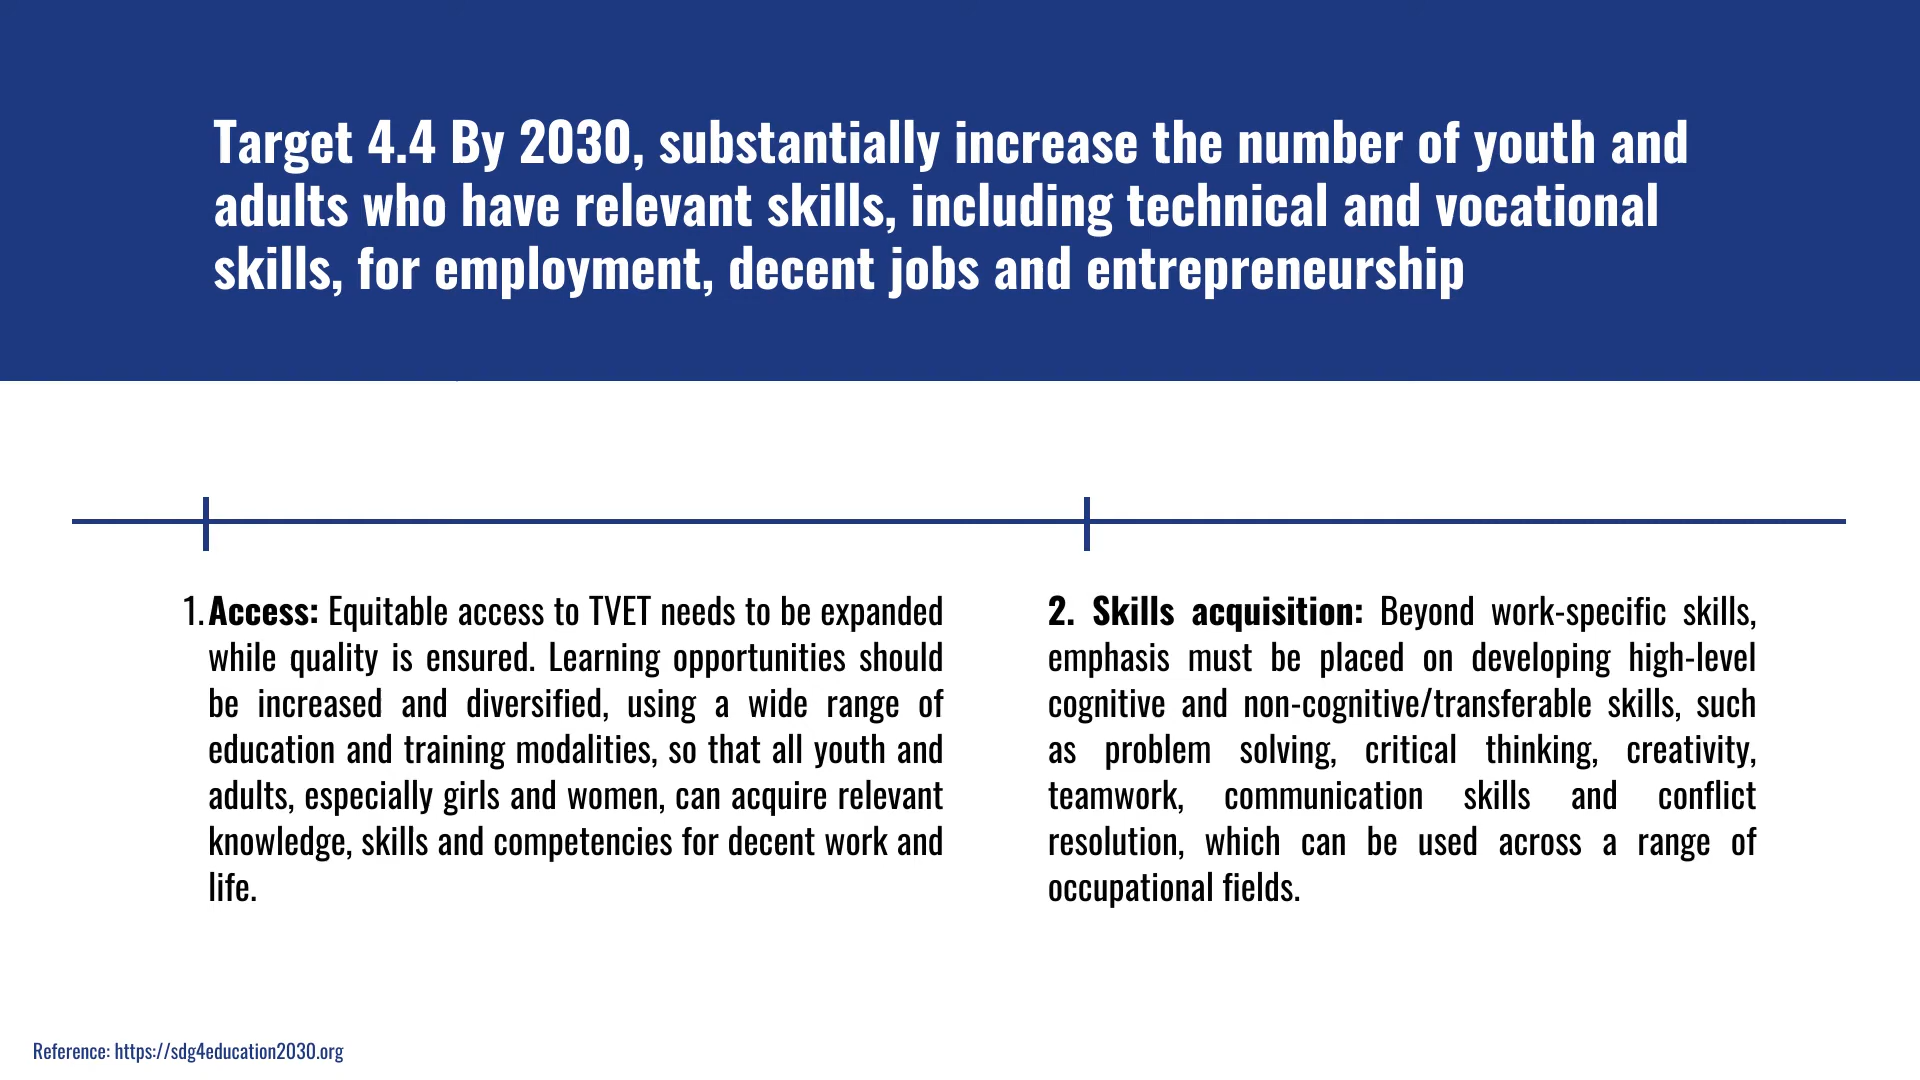 Target 4.4 By 2030, substantially increase the number of youth and
adults who have relevant skills, including technical and vocational
skills, for employment, decent jobs and entrepreneurship
1. Access: Equitable access to TVET needs to be expanded
while quality is ensured. Learning opportunities should
be increased and diversified, using a wide range of
education and training modalities, so that all youth and
adults, especially girls and women, can acquire relevant
knowledge, skills and competencies for decent work and
life.
2. Skills acquisition: Beyond work-specific skills,
emphasis must be placed on developing high-level
cognitive and non-cognitive/transferable skills, such
as problem solving, critical thinking, creativity,
teamwork, communication skills and conflict
resolution, which can be used across a range of
occupational fields.
Reference: https://sdg4education2030.org